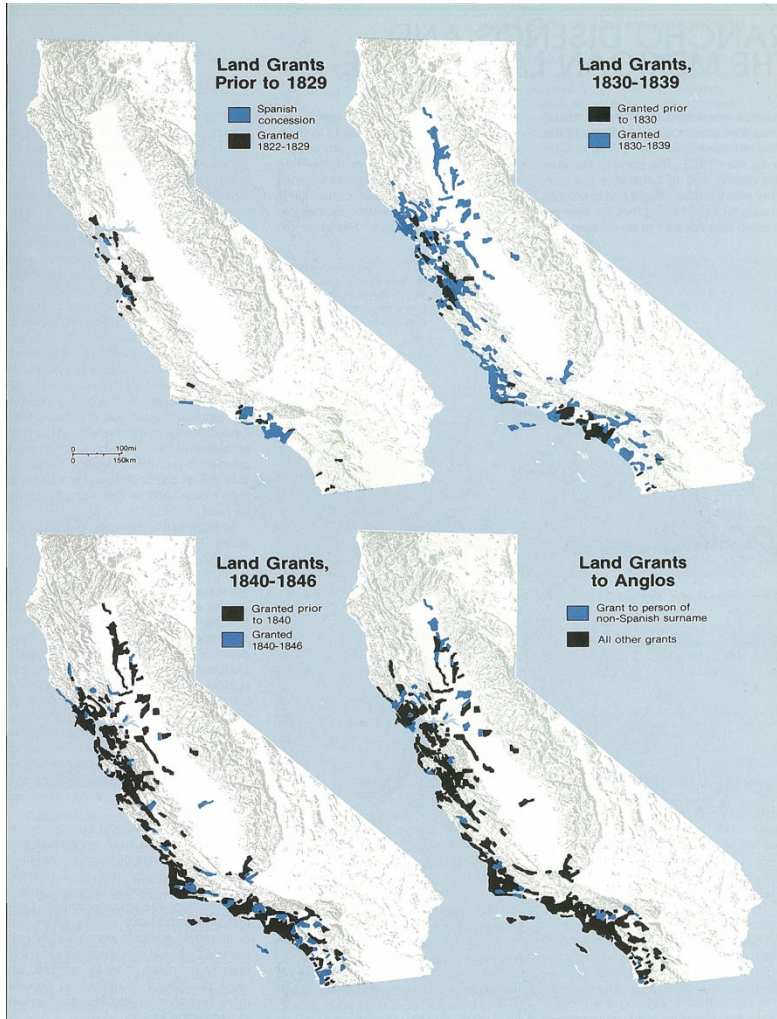 Land Grants
Prior to 1829
Spanish
concession
Granted
1822-1829
100mi
0
150km
Land Grants,
1830-1839
Granted prior
to 1830
Granted
1830-1839
Land Grants,
1840-1846
Granted prior
to 1840
Granted
1840-1846
Land Grants
to Anglos
Grant to person of
non-Spanish surname
All other grants